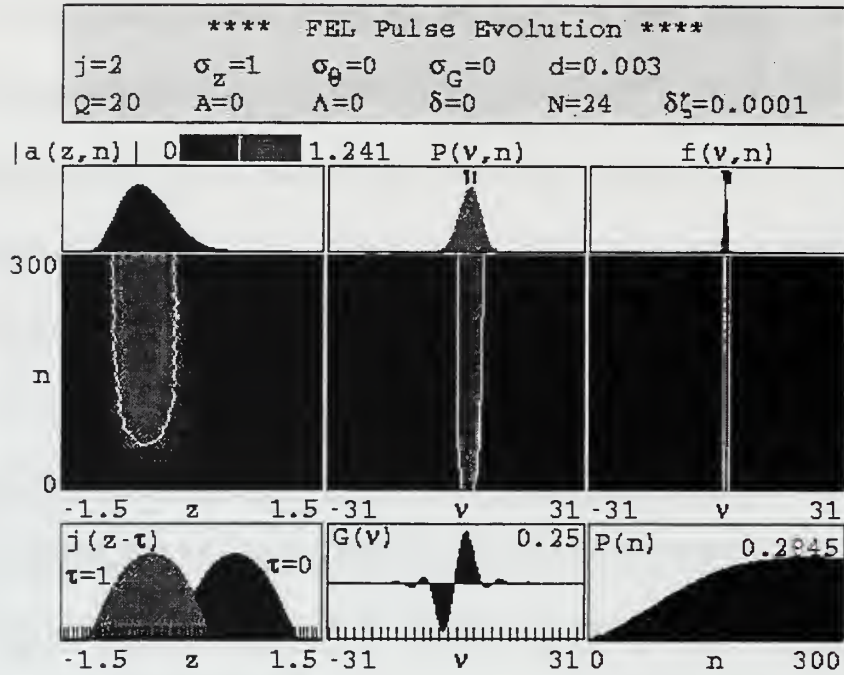 **** FEL Pulse Evolution ****
j=2 σz=1 σθ=0 σG=0 d=0.003
Q=20 A=0 Λ=0 δ=0 N=24 δζ=0.0001
|a(z,n)| 0 1.241 P(ν,n) f(ν,n)
300
n
0
-1.5 z 1.5 -31 ν 31 -31 ν 31
j(z-τ) G(ν) 0.25 P(n) 0.2845
τ=1 τ=0
-1.5 z 1.5 -31 ν 31 0 n 300